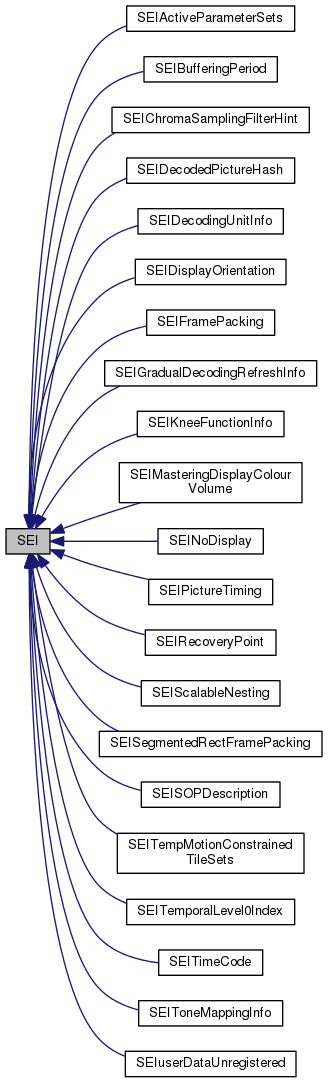 SEIActiveParameterSets
SEIBufferingPeriod
SEIChromaSamplingFilterHint
SEIDecodedPictureHash
SEIDecodingUnitInfo
SEIDisplayOrientation
SEIFramePacking
SEIGradualDecodingRefreshInfo
SEIKneeFunctionInfo
SEIMasteringDisplayColour
Volume
SEI
SEINoDisplay
SEIPictureTiming
SEIRecoveryPoint
SEIScalableNesting
SEISegmentedRectFramePacking
SEISOPDescription
SEITempMotionConstrained
TileSets
SEITemporalLevel0Index
SEITimeCode
SEIToneMappingInfo
SEIuserDataUnregistered